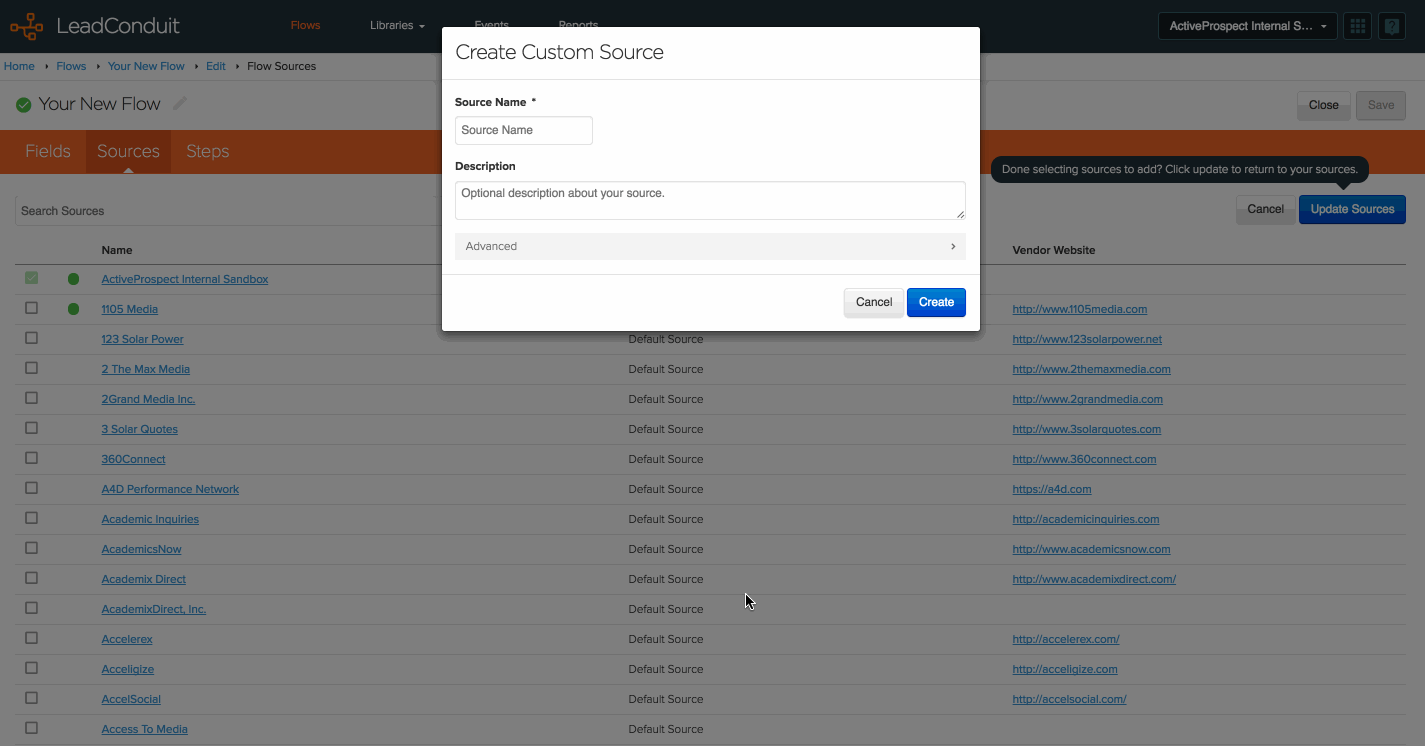 LeadConduit
Flows
Libraries
Events
Reports
ActiveProspect Internal S...
?
Home
Flows
Your New Flow
Edit
Flow Sources
Your New Flow
Close
Save
Fields
Sources
Steps
Done selecting sources to add? Click update to return to your sources.
Search Sources
Cancel
Update Sources
Create Custom Source
Source Name *
Source Name
Description
Optional description about your source.
Advanced
Cancel
Create
Name
Vendor Website
ActiveProspect Internal Sandbox
1105 Media http://www.1105media.com
123 Solar Power Default Source http://www.123solarpower.net
2 The Max Media Default Source http://www.2themaxmedia.com
2Grand Media Inc. Default Source http://www.2grandmedia.com
3 Solar Quotes Default Source http://www.3solarquotes.com
360Connect Default Source http://www.360connect.com
A4D Performance Network Default Source https://a4d.com
Academic Inquiries Default Source http://academicinquiries.com
AcademicsNow Default Source http://www.academicsnow.com
Academix Direct Default Source http://www.academixdirect.com/
AcademixDirect, Inc. Default Source
Accelerex Default Source http://accelerex.com/
Acceligize Default Source http://acceligize.com
AccelSocial Default Source http://accelsocial.com/
Access To Media Default Source